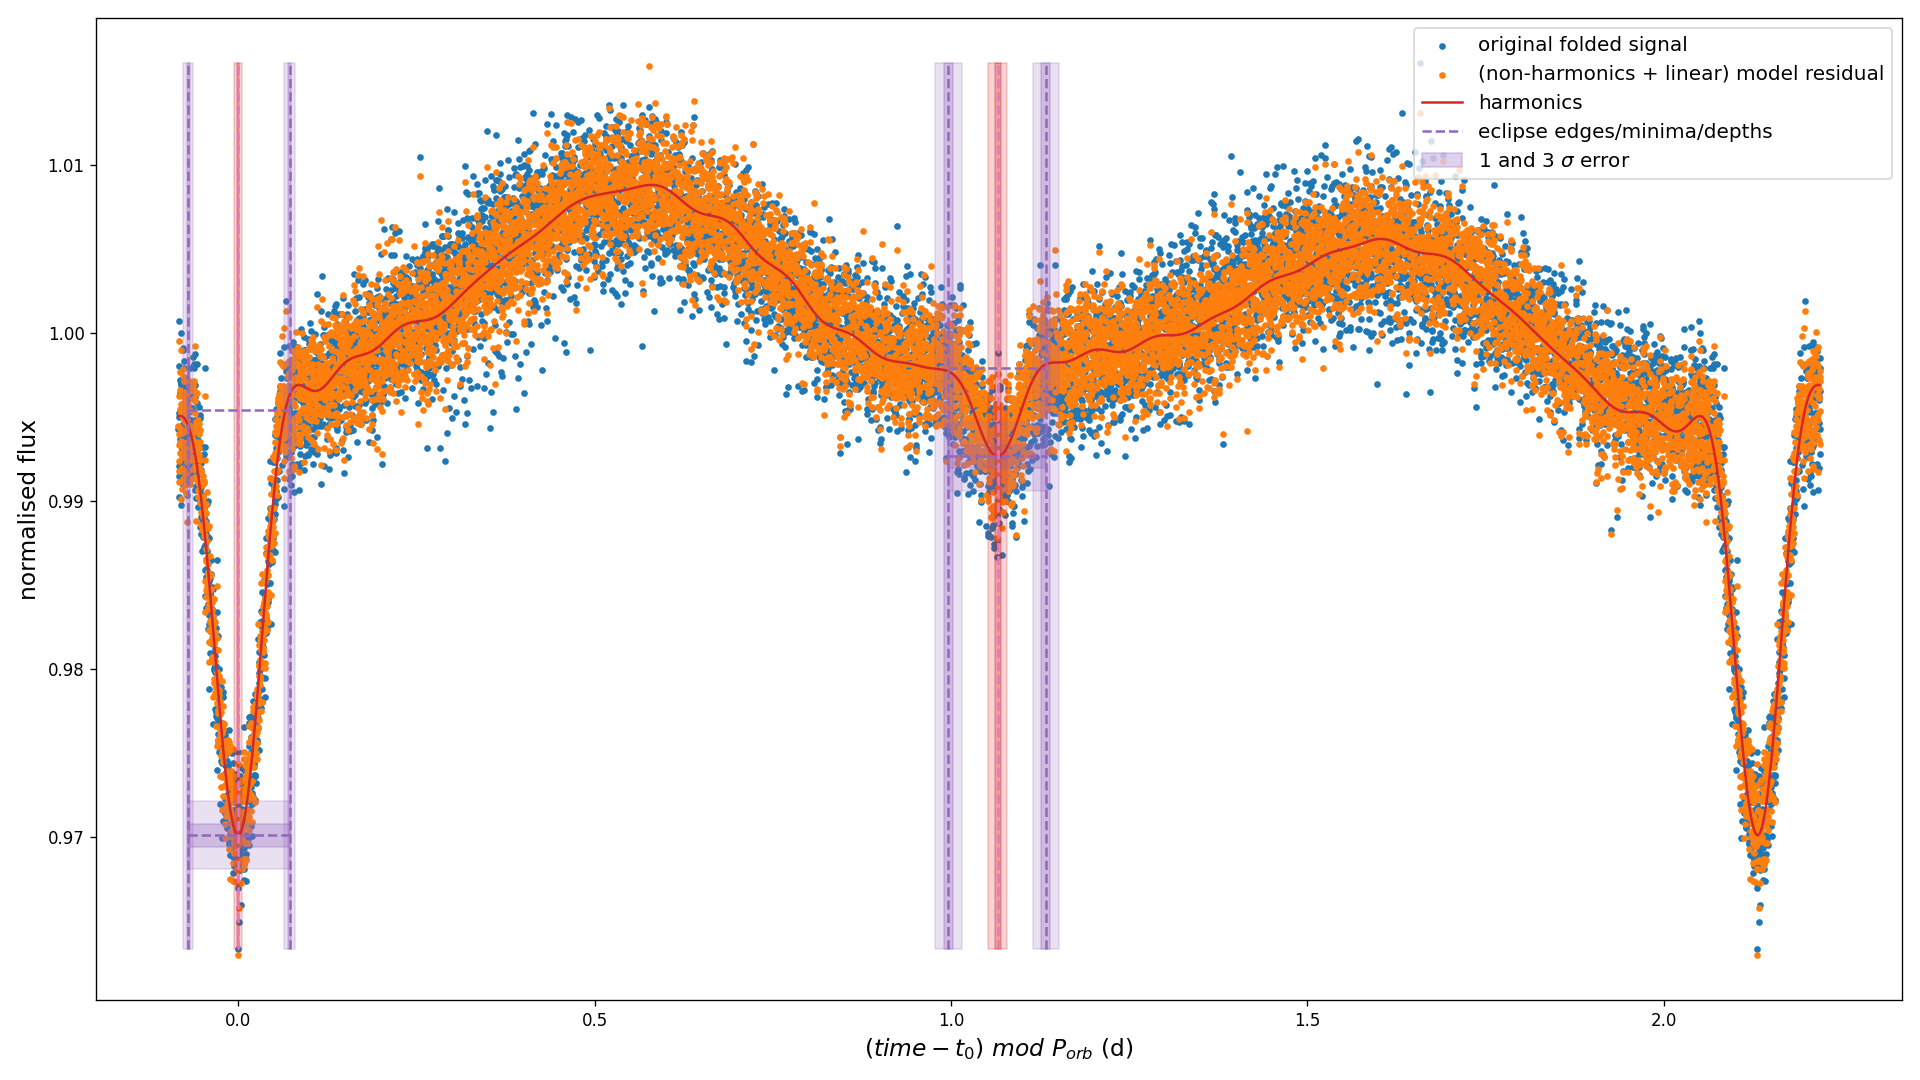 original folded signal
(non-harmonics + linear) model residual
harmonics
eclipse edges/minima/depths
1 and 3 σ error
normalised flux
1.01
1.00
0.99
0.98
0.97
0.0 0.5 1.0 1.5 2.0
(time − t₀) mod Pₒᵣb (d)